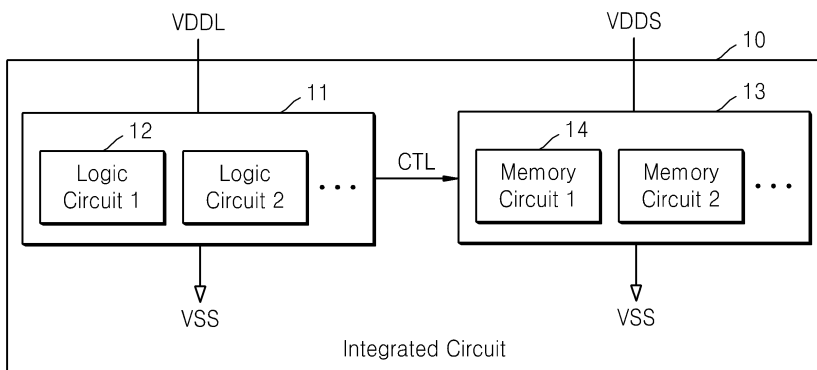 VDDL
VDDS
10
11
13
12
14
Logic
Circuit 1
Logic
Circuit 2
...
CTL
Memory
Circuit 1
Memory
Circuit 2
...
VSS
VSS
Integrated Circuit